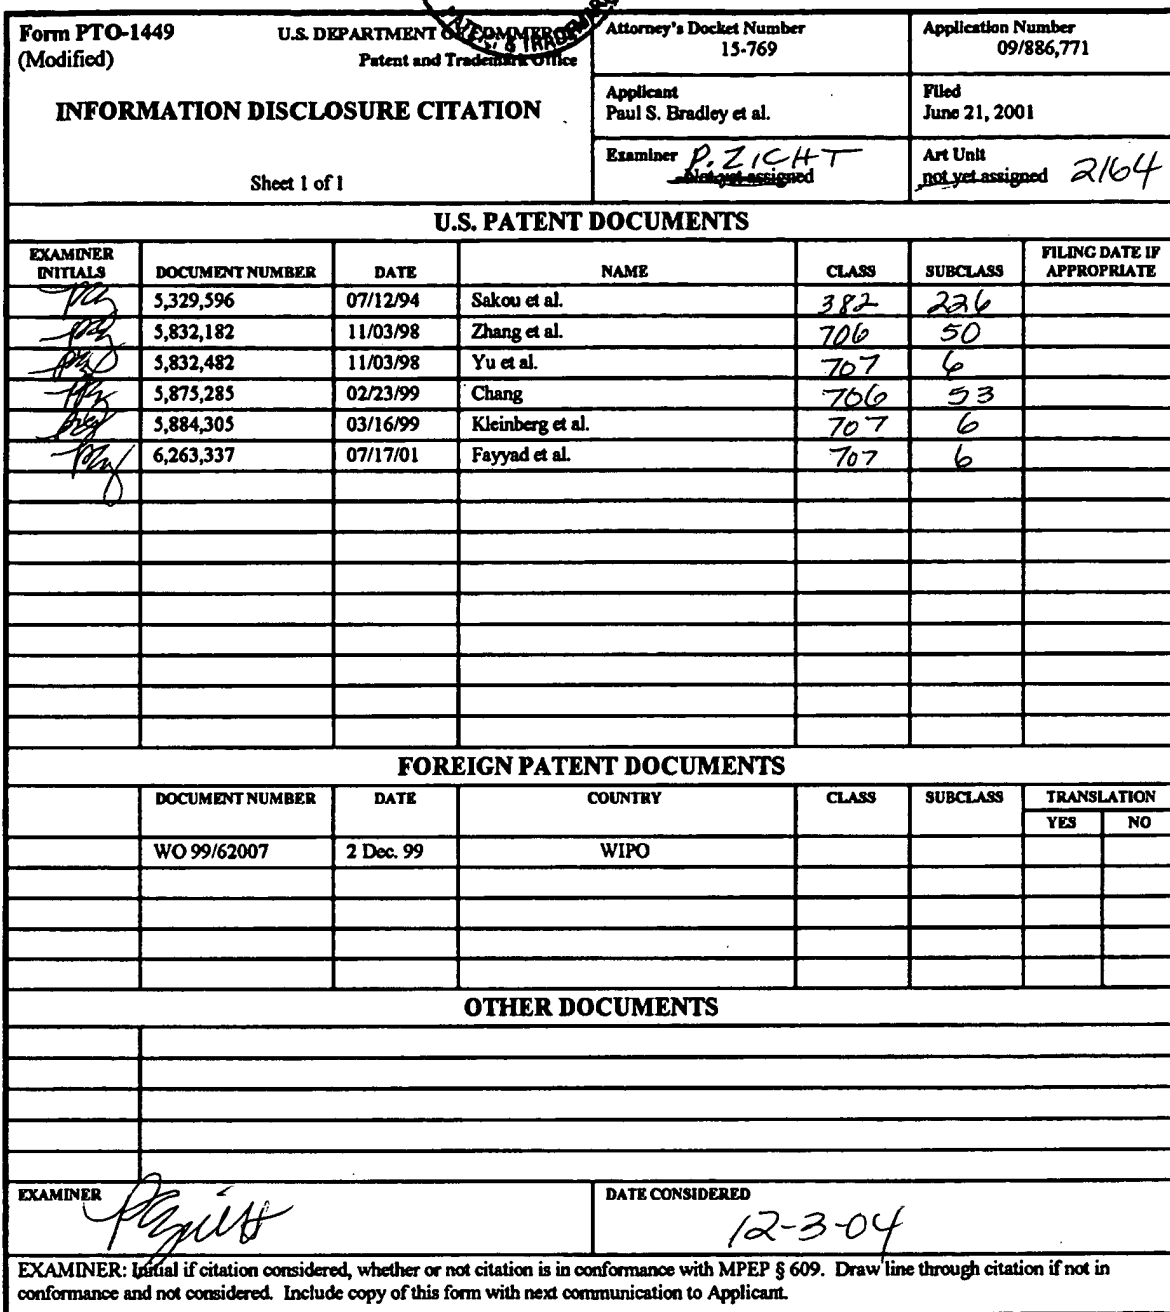 Form PTO-1449
(Modified)
U.S. DEPARTMENT OF COMMERCE
Patent and Trademark Office
INFORMATION DISCLOSURE CITATION
Sheet 1 of 1
Attorney's Docket Number
15-769
Application Number
09/886,771
Applicant
Paul S. Bradley et al.
Filed
June 21, 2001
Examiner P. ZICHT
Not yet assigned
Art Unit
not yet assigned 2164
U.S. PATENT DOCUMENTS
EXAMINER INITIALS DOCUMENT NUMBER DATE NAME CLASS SUBCLASS FILING DATE IF APPROPRIATE
5,329,596 07/12/94 Sakou et al. 382 226
5,832,182 11/03/98 Zhang et al. 706 50
5,832,482 11/03/98 Yu et al. 707 6
5,875,285 02/23/99 Chang 706 53
5,884,305 03/16/99 Kleinberg et al. 707 6
6,263,337 07/17/01 Fayyad et al. 707 6
FOREIGN PATENT DOCUMENTS
DOCUMENT NUMBER DATE COUNTRY CLASS SUBCLASS TRANSLATION
YES NO
WO 99/62007 2 Dec. 99 WIPO
OTHER DOCUMENTS
EXAMINER
DATE CONSIDERED
12-3-04
EXAMINER: Initial if citation considered, whether or not citation is in conformance with MPEP § 609. Draw line through citation if not in
conformance and not considered. Include copy of this form with next communication to Applicant.